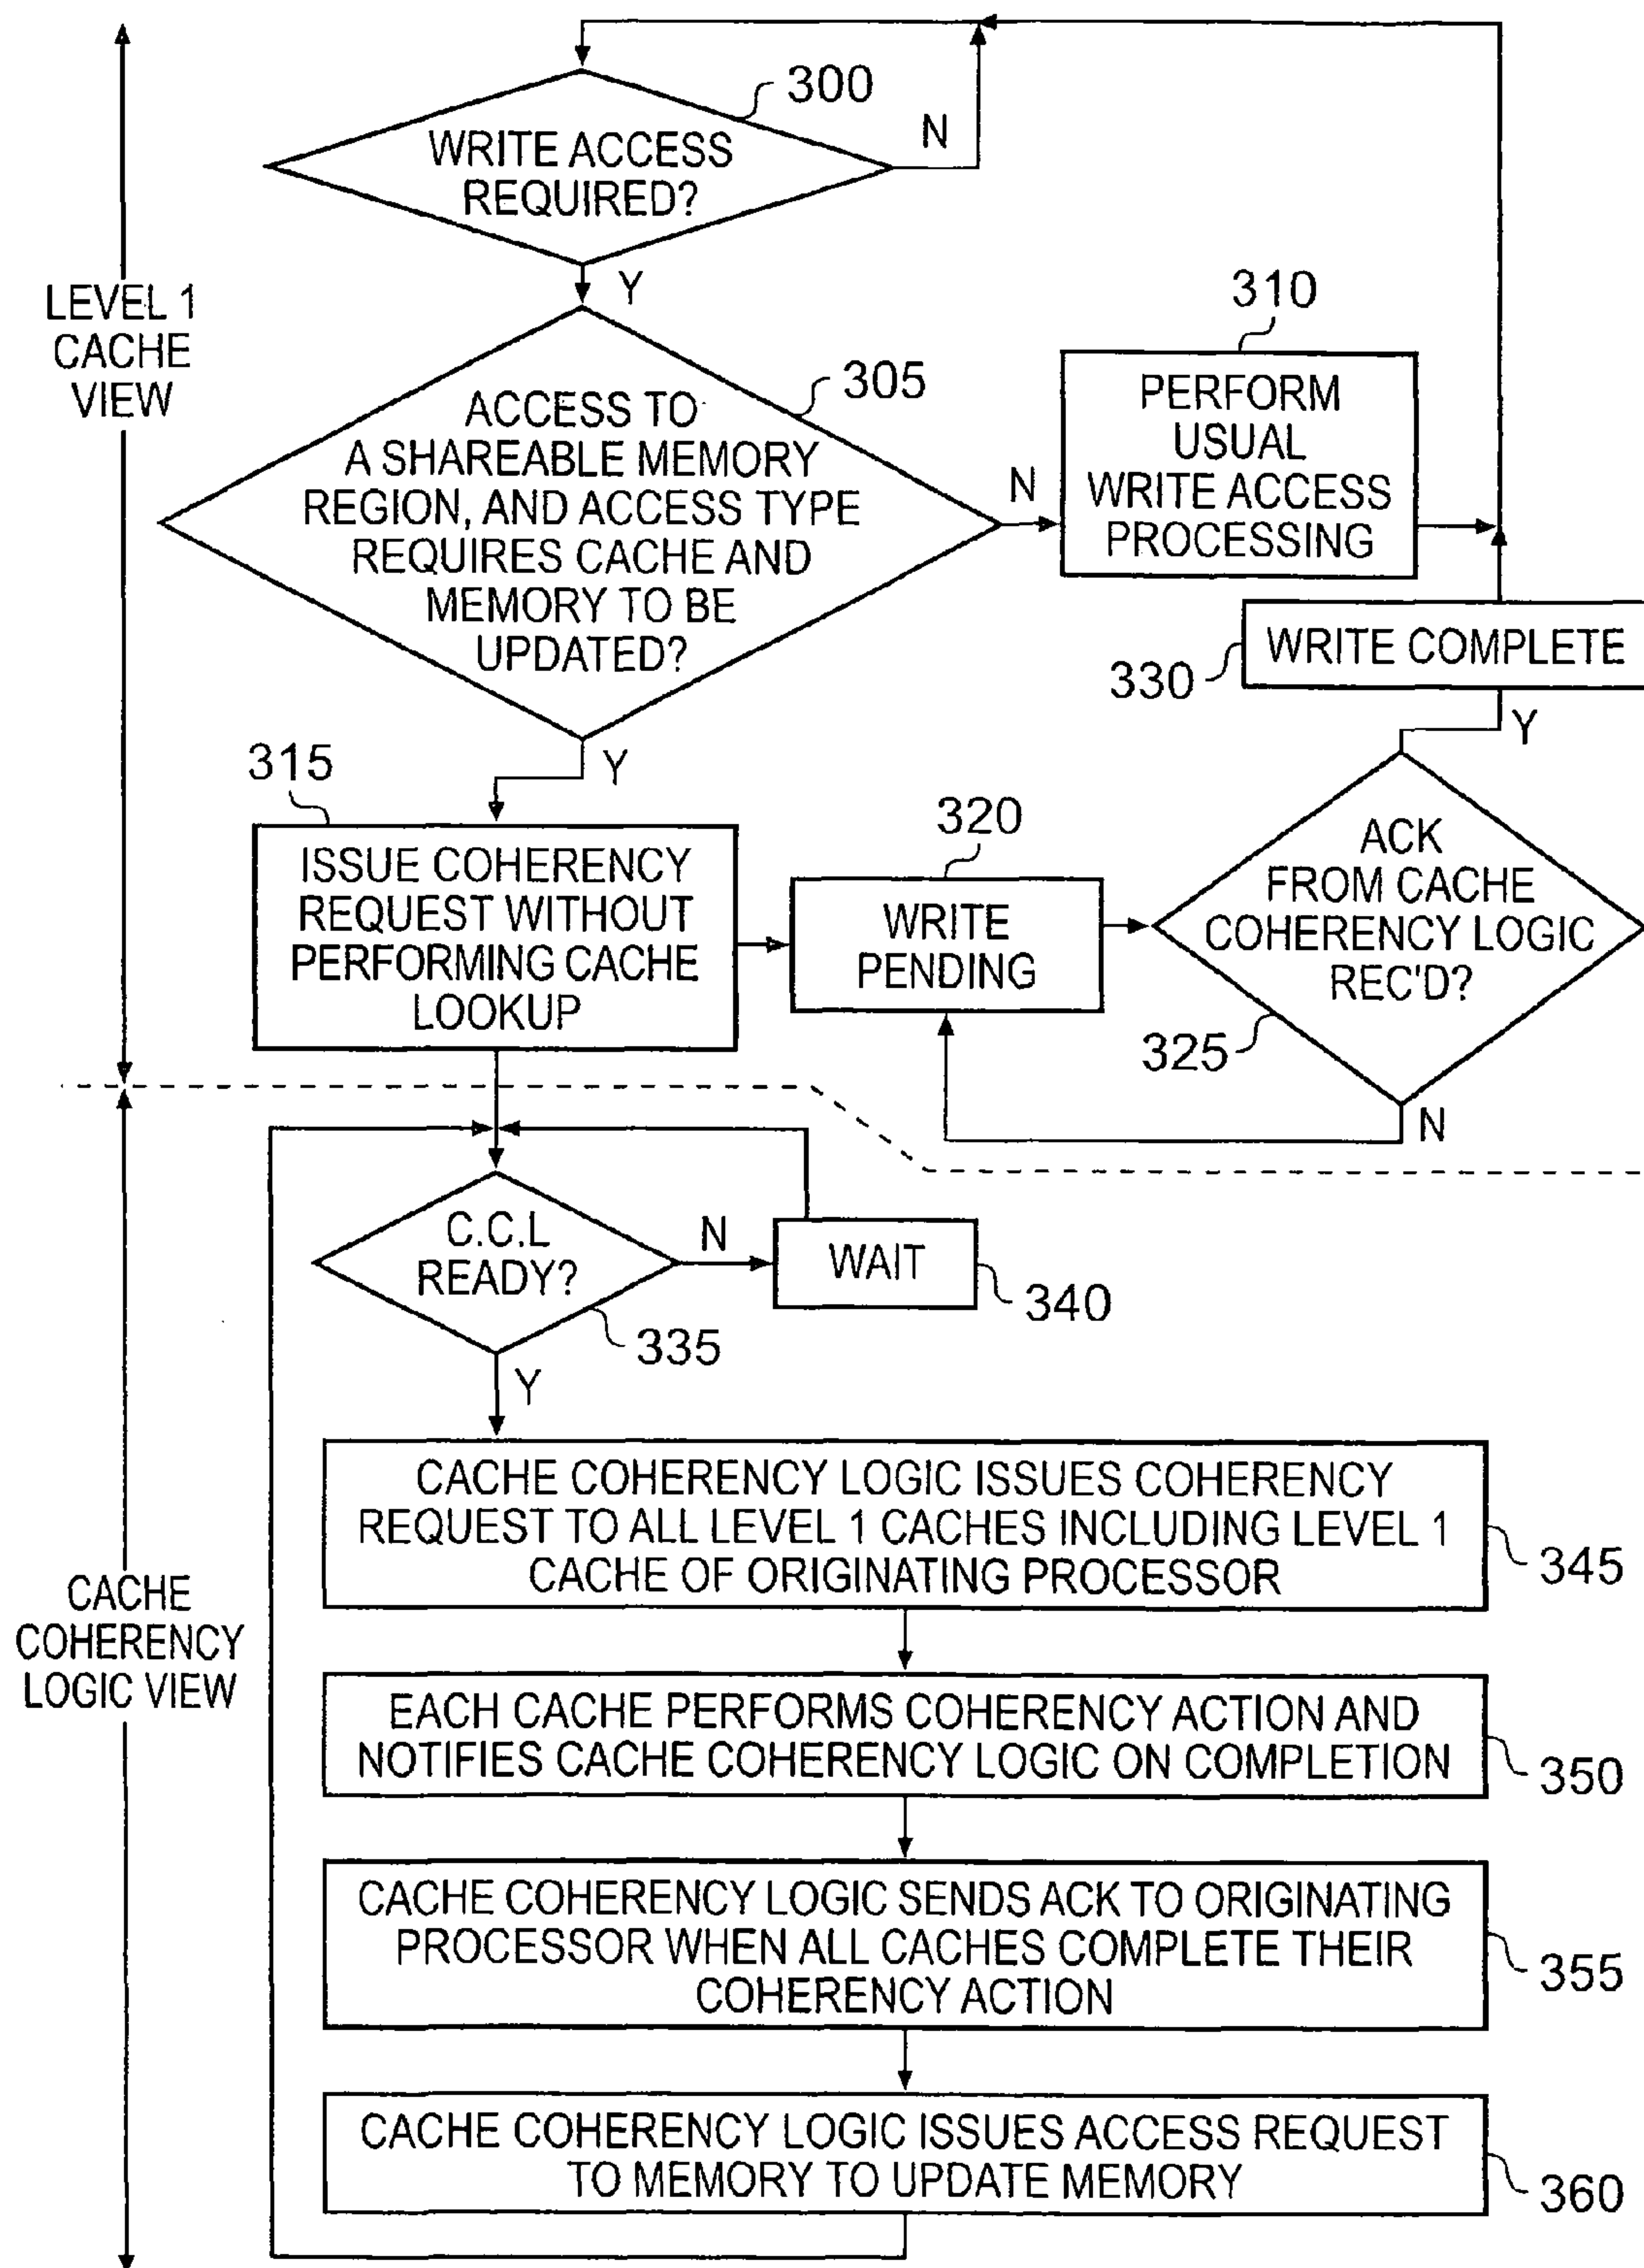 300
WRITE ACCESS
REQUIRED?
N
Y
LEVEL 1
CACHE
VIEW
305
ACCESS TO
A SHAREABLE MEMORY
REGION, AND ACCESS TYPE
REQUIRES CACHE AND
MEMORY TO BE
UPDATED?
N
310
PERFORM
USUAL
WRITE ACCESS
PROCESSING
330
WRITE COMPLETE
Y
Y
315
ISSUE COHERENCY
REQUEST WITHOUT
PERFORMING CACHE
LOOKUP
320
WRITE
PENDING
ACK
FROM CACHE
COHERENCY LOGIC
REC'D?
325
N
C.C.L
READY?
N
WAIT
340
335
Y
CACHE
COHERENCY
LOGIC VIEW
CACHE COHERENCY LOGIC ISSUES COHERENCY
REQUEST TO ALL LEVEL 1 CACHES INCLUDING LEVEL 1
CACHE OF ORIGINATING PROCESSOR
345
EACH CACHE PERFORMS COHERENCY ACTION AND
NOTIFIES CACHE COHERENCY LOGIC ON COMPLETION
350
CACHE COHERENCY LOGIC SENDS ACK TO ORIGINATING
PROCESSOR WHEN ALL CACHES COMPLETE THEIR
COHERENCY ACTION
355
CACHE COHERENCY LOGIC ISSUES ACCESS REQUEST
TO MEMORY TO UPDATE MEMORY
360